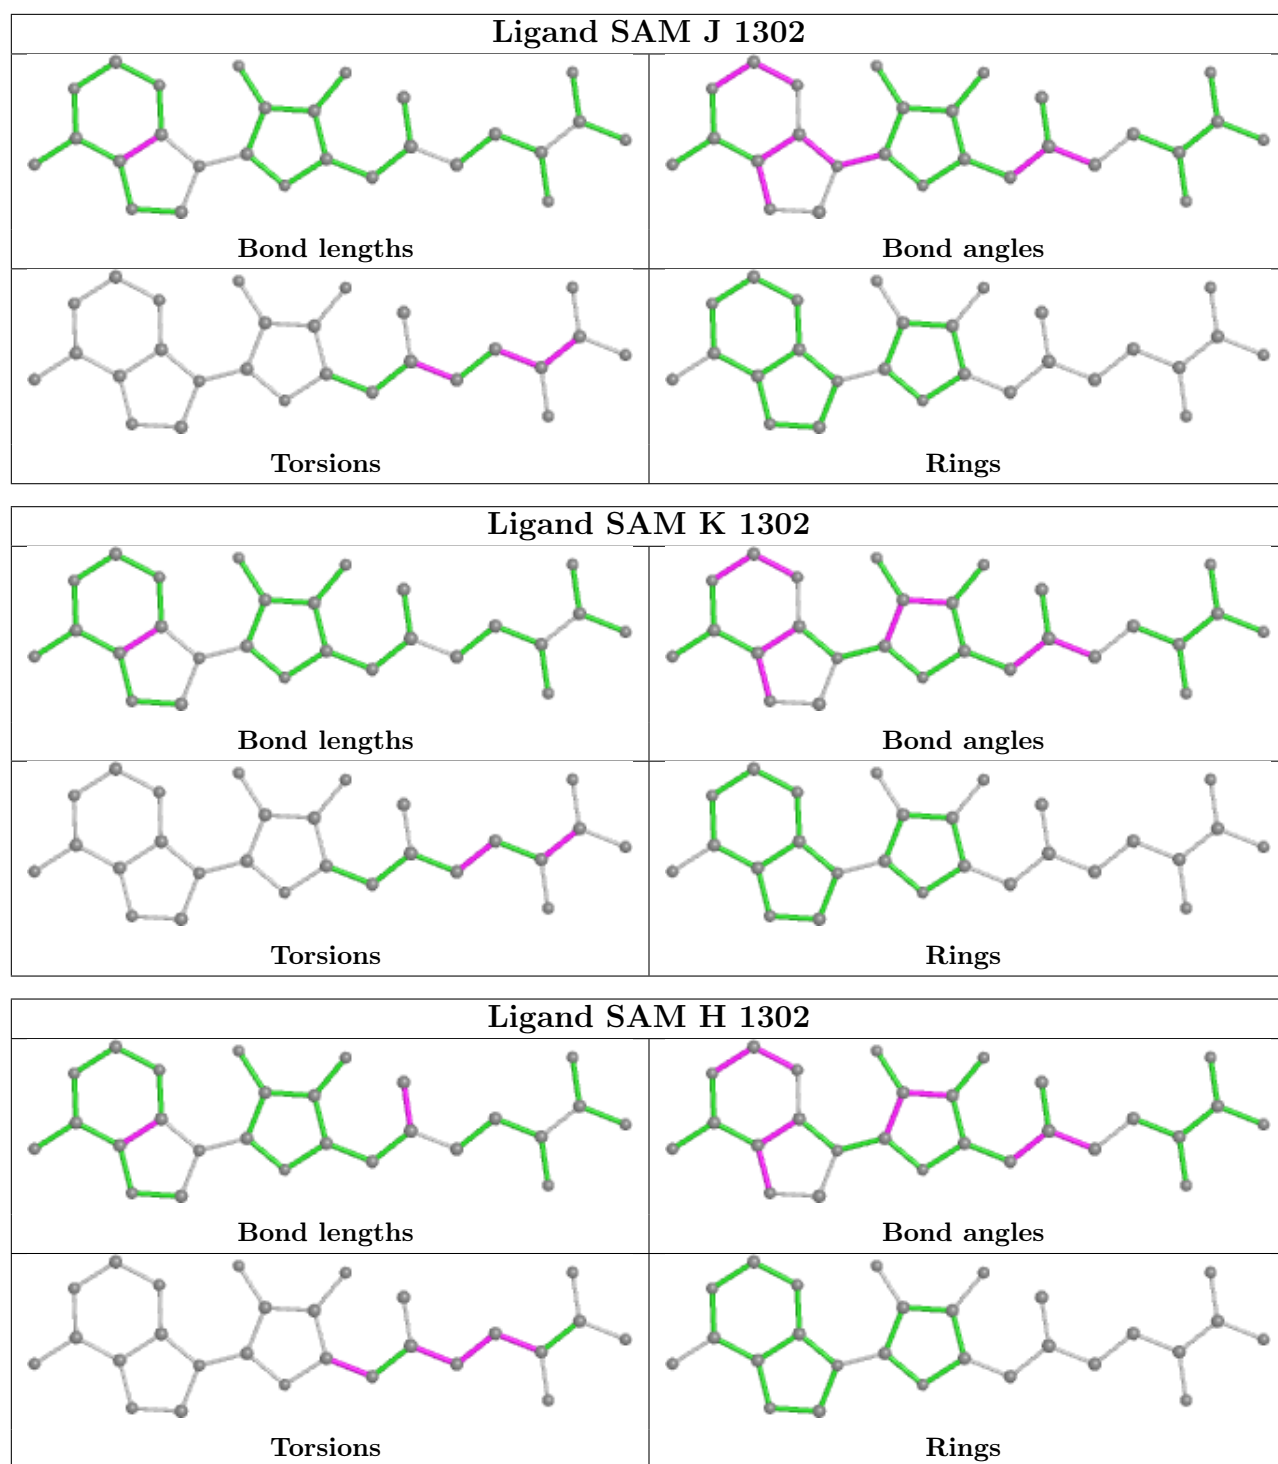 Ligand SAM J 1302
Bond lengths
Bond angles
Torsions
Rings
Ligand SAM K 1302
Bond lengths
Bond angles
Torsions
Rings
Ligand SAM H 1302
Bond lengths
Bond angles
Torsions
Rings